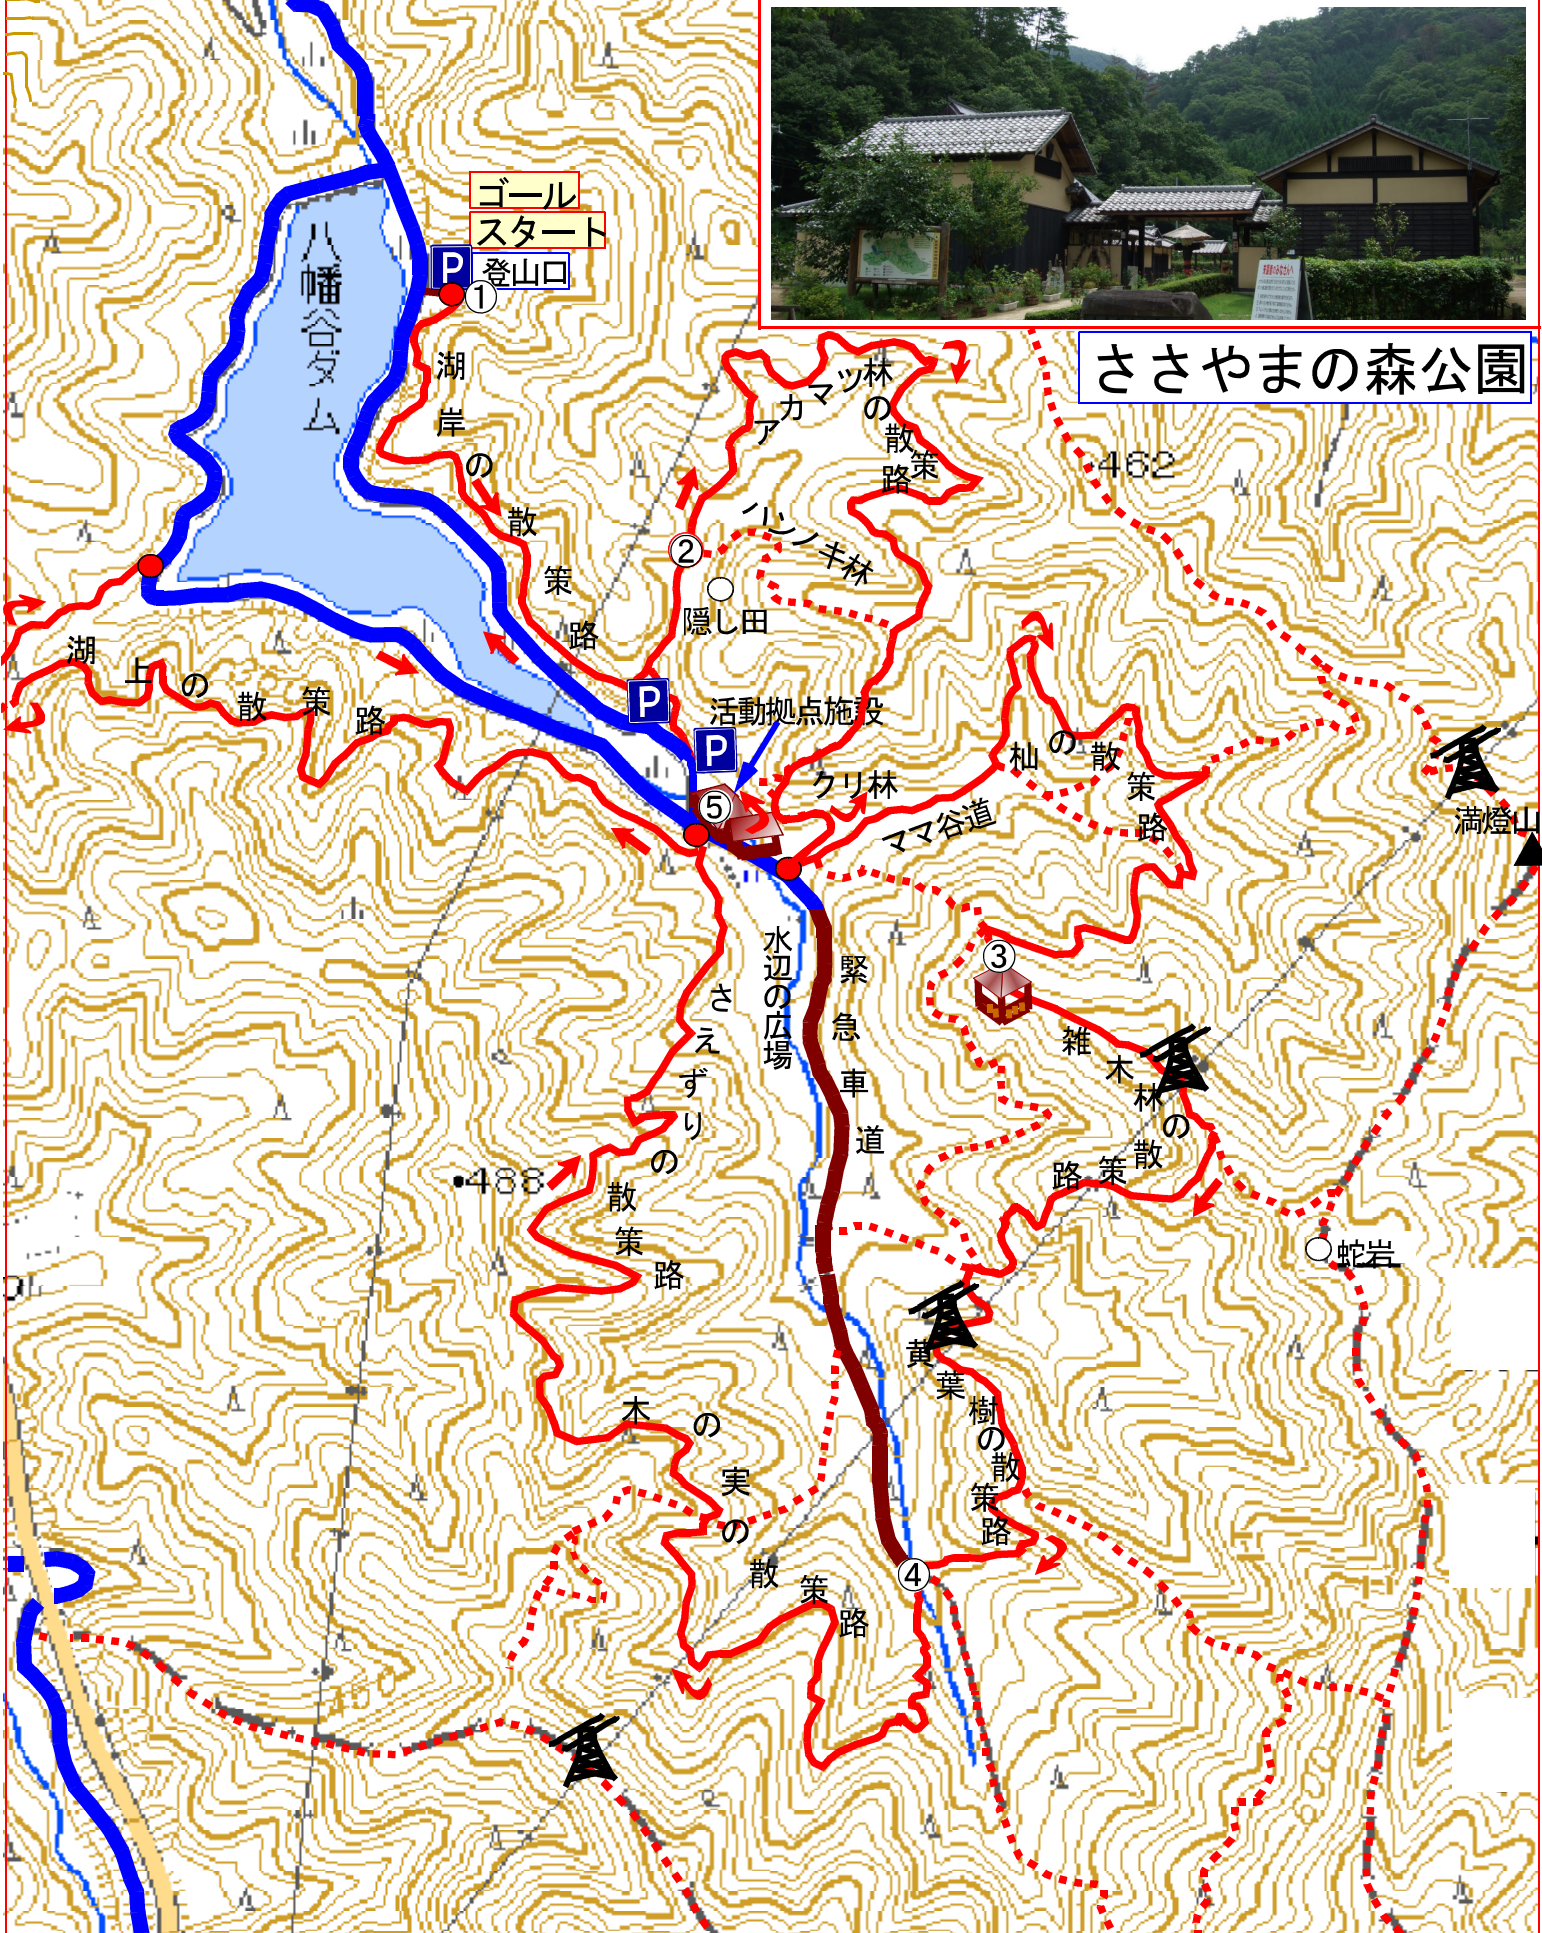 ささやまの森公園
ゴール
スタート
P
登山口
①
八幡谷ダム
湖岸の散策路
アカマツ林の散策路
462
②
ハンノキ林
隠し田
湖上の散策路
P
活動拠点施設
P
⑤
クリ林
ママ谷道
杣の散策路
満燈山
③
水辺の広場
緊急車道
さえずりの散策路
雑木林の散策路
488
蛇岩
黄葉樹の散策路
木の実の散策路
④